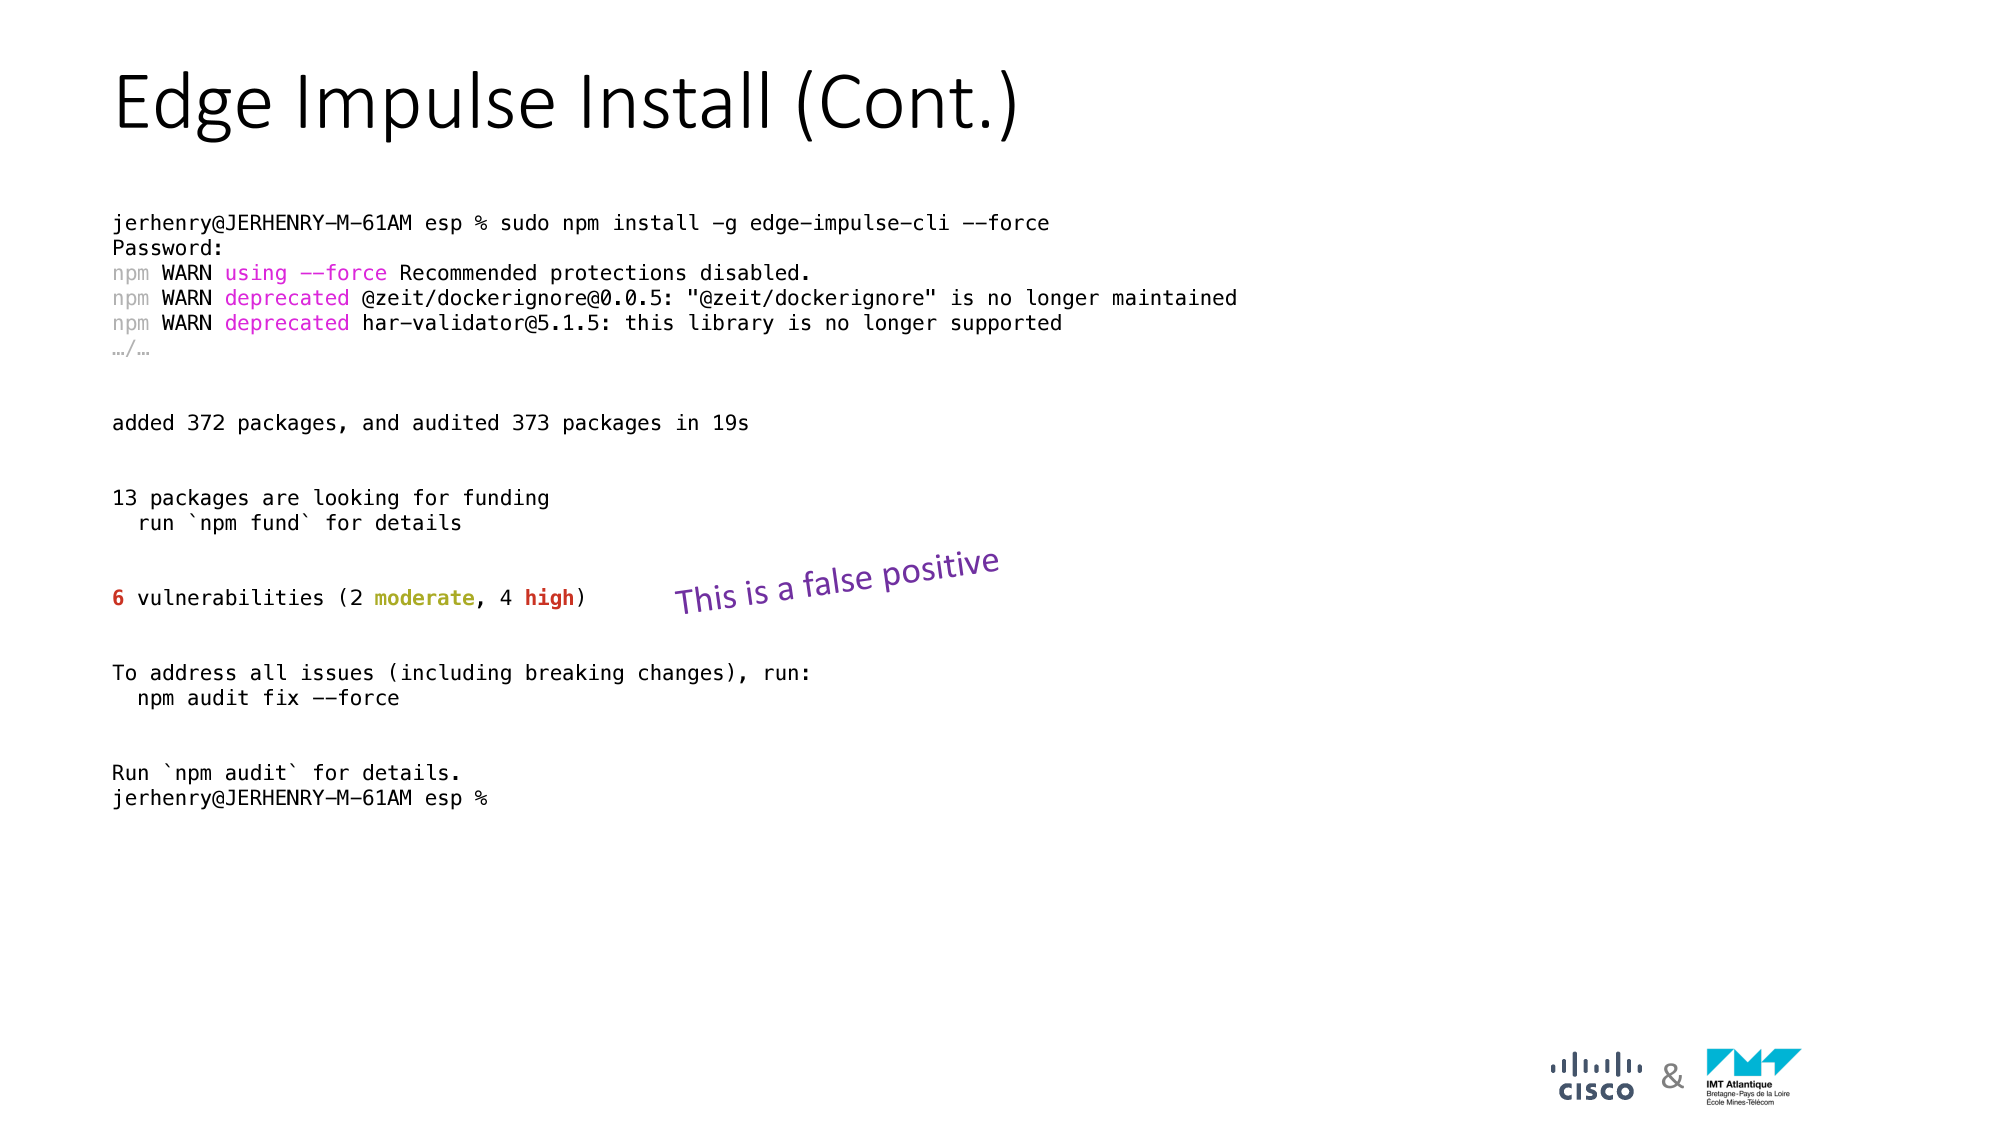 Edge Impulse Install (Cont.)
jerhenry@JERHENRY-M-61AM esp % sudo npm install -g edge-impulse-cli --force
Password:
npm WARN using --force Recommended protections disabled.
npm WARN deprecated @zeit/dockerignore@0.0.5: "@zeit/dockerignore" is no longer maintained
npm WARN deprecated har-validator@5.1.5: this library is no longer supported
…/…
added 372 packages, and audited 373 packages in 19s
13 packages are looking for funding
  run `npm fund` for details
6 vulnerabilities (2 moderate, 4 high)
This is a false positive
To address all issues (including breaking changes), run:
  npm audit fix --force
Run `npm audit` for details.
jerhenry@JERHENRY-M-61AM esp %
CISCO
&
IMT Atlantique
Bretagne-Pays de la Loire
École Mines-Télécom